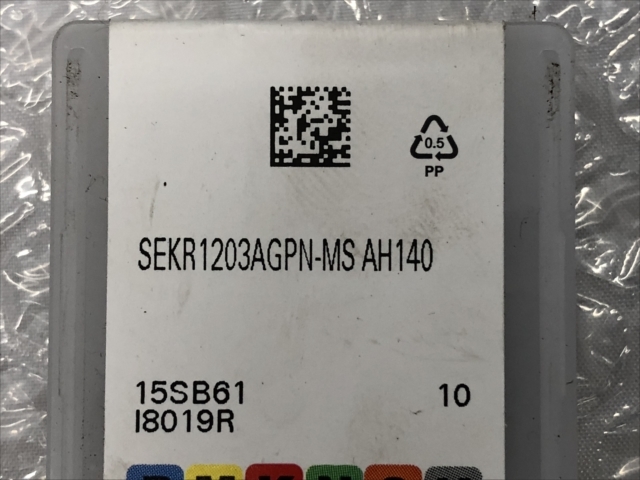 0.5
PP
SEKR1203AGPN-MS AH140
15SB61 10
I8019R
P M K N S H